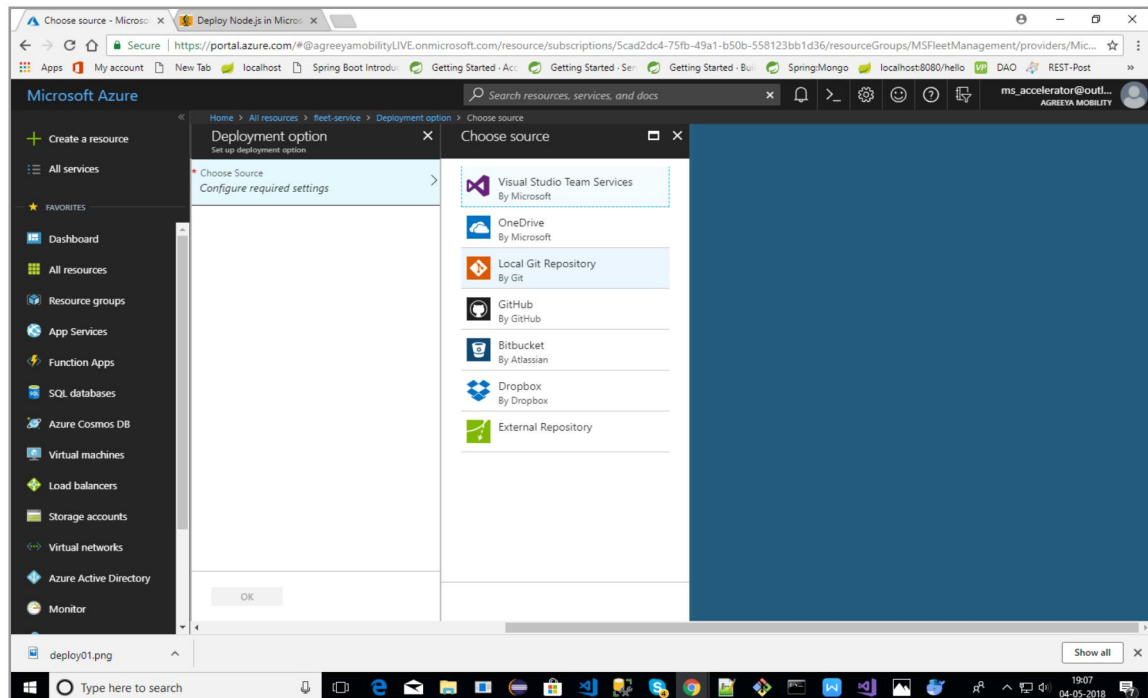 Choose source - Microso
Deploy Node.js in Micros
Secure
https://portal.azure.com/#@agreeyamobilityLIVE.onmicrosoft.com/resource/subscriptions/5cad2dc4-75fb-49a1-b50b-558123bb1d36/resourceGroups/MSFleetManagement/providers/Mic...
Apps My account New Tab localhost Spring Boot Introdu Getting Started · Acc Getting Started · Ser Getting Started · Bui Spring:Mongo localhost:8080/hello VP DAO REST-Post »
Microsoft Azure
Search resources, services, and docs
ms_accelerator@outl...
AGREEYA MOBILITY
Home > All resources > fleet-service > Deployment option > Choose source
Create a resource
All services
FAVORITES
Dashboard
All resources
Resource groups
App Services
Function Apps
SQL databases
Azure Cosmos DB
Virtual machines
Load balancers
Storage accounts
Virtual networks
Azure Active Directory
Monitor
Deployment option
Set up deployment option
* Choose Source
Configure required settings
OK
Choose source
Visual Studio Team Services
By Microsoft
OneDrive
By Microsoft
Local Git Repository
By Git
GitHub
By GitHub
Bitbucket
By Atlassian
Dropbox
By Dropbox
External Repository
deploy01.png
Show all
Type here to search
19:07
04-05-2018